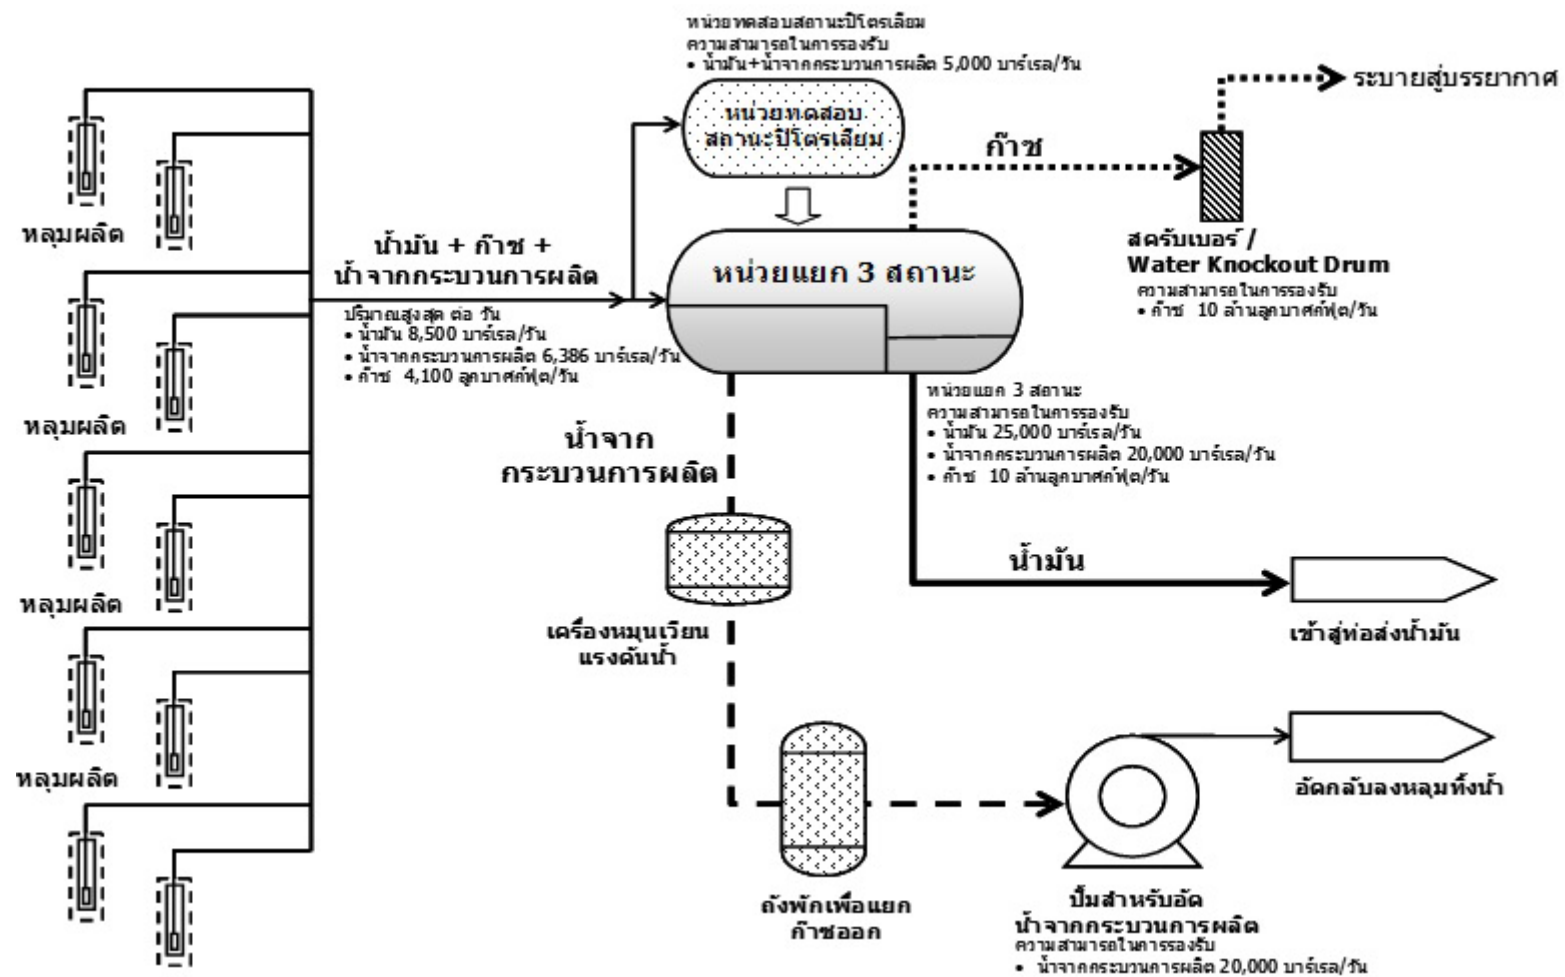 หน่วยทดสอบสถานะปิโตรเลียม
ความสามารถในการรองรับ
• น้ำมัน+น้ำจากกระบวนการผลิต 5,000 บาร์เรล/วัน
หน่วยทดสอบ
สถานะปิโตรเลียม
ระบายสู่บรรยากาศ
ก๊าซ
สครับเบอร์ /
Water Knockout Drum
ความสามารถในการรองรับ
• ก๊าซ 10 ล้านลูกบาศก์ฟุต/วัน
หลุมผลิต
หลุมผลิต
หลุมผลิต
หลุมผลิต
น้ำมัน + ก๊าซ +
น้ำจากกระบวนการผลิต
ปริมาณสูงสุด ต่อ วัน
• น้ำมัน 8,500 บาร์เรล/วัน
• น้ำจากกระบวนการผลิต 6,386 บาร์เรล/วัน
• ก๊าซ 4,100 ลูกบาศก์ฟุต/วัน
หน่วยแยก 3 สถานะ
หน่วยแยก 3 สถานะ
ความสามารถในการรองรับ
• น้ำมัน 25,000 บาร์เรล/วัน
• น้ำจากกระบวนการผลิต 20,000 บาร์เรล/วัน
• ก๊าซ 10 ล้านลูกบาศก์ฟุต/วัน
น้ำจาก
กระบวนการผลิต
น้ำมัน
เข้าสู่ท่อส่งน้ำมัน
เครื่องหมุนเวียน
แรงดันน้ำ
อัดกลับลงหลุมทิ้งน้ำ
ถังพักเพื่อแยก
ก๊าซออก
ปั๊มสำหรับอัด
น้ำจากกระบวนการผลิต
ความสามารถในการรองรับ
• น้ำจากกระบวนการผลิต 20,000 บาร์เรล/วัน